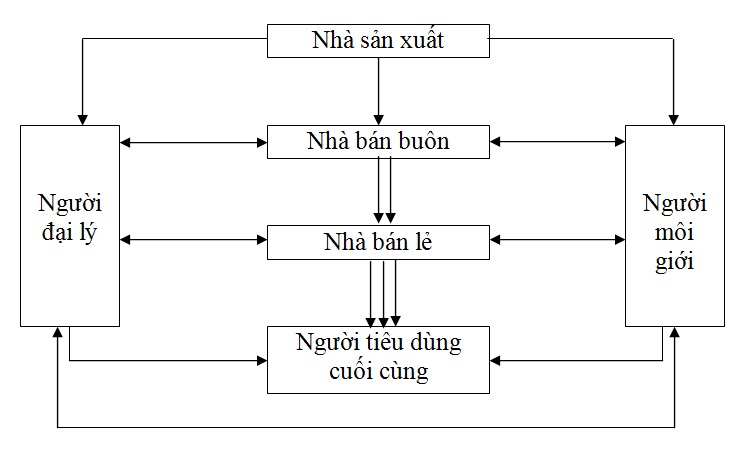 Nhà sản xuất
Nhà bán buôn
Người
đại lý
Người
môi
giới
Nhà bán lẻ
Người tiêu dùng
cuối cùng